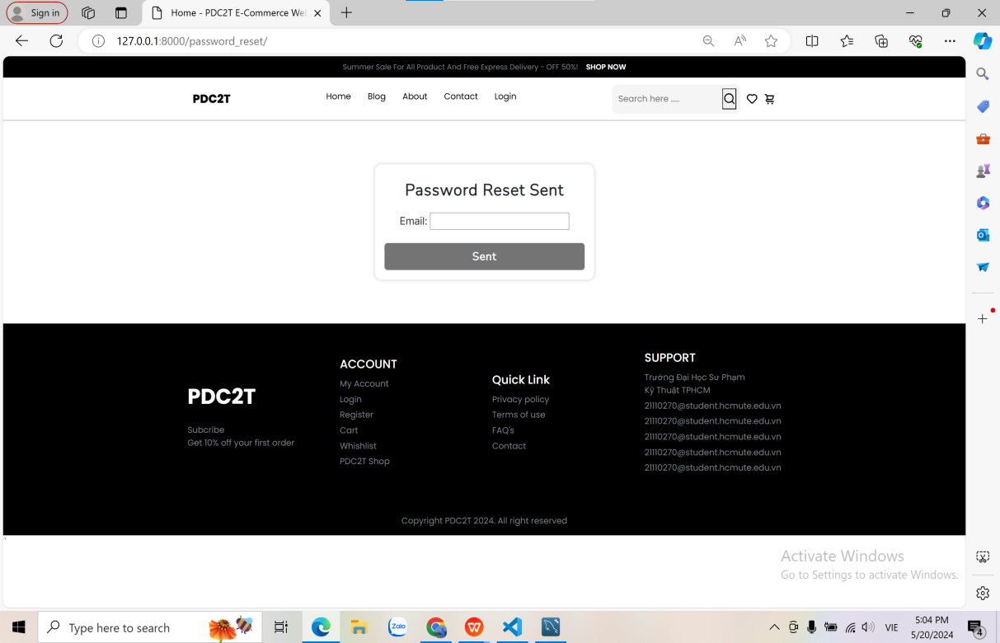 Sign in
Home - PDC2T E-Commerce We
127.0.0.1:8000/password_reset/
Summer Sale For All Product And Free Express Delivery - OFF 50%! SHOP NOW
PDC2T
Home
Blog
About
Contact
Login
Search here .....
Password Reset Sent
Email:
Sent
PDC2T
Subcribe
Get 10% off your first order
ACCOUNT
My Account
Login
Register
Cart
Whishlist
PDC2T Shop
Quick Link
Privacy policy
Terms of use
FAQ's
Contact
SUPPORT
Trường Đại Học Sư Phạm
Kỹ Thuật TPHCM
21110270@student.hcmute.edu.vn
21110270@student.hcmute.edu.vn
21110270@student.hcmute.edu.vn
21110270@student.hcmute.edu.vn
21110270@student.hcmute.edu.vn
Copyright PDC2T 2024. All right reserved
`
Activate Windows
Go to Settings to activate Windows.
Type here to search
Zalo
VIE
5:04 PM
5/20/2024
4